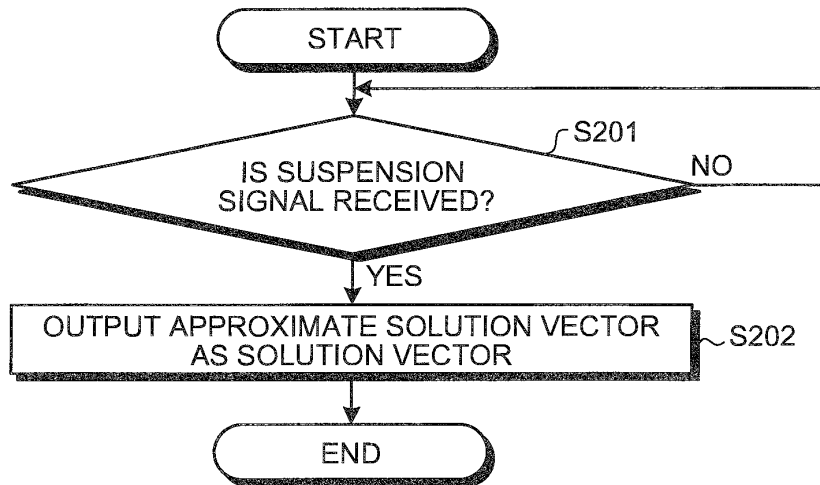 START
S201
IS SUSPENSION
SIGNAL RECEIVED?
NO
YES
OUTPUT APPROXIMATE SOLUTION VECTOR
AS SOLUTION VECTOR
S202
END